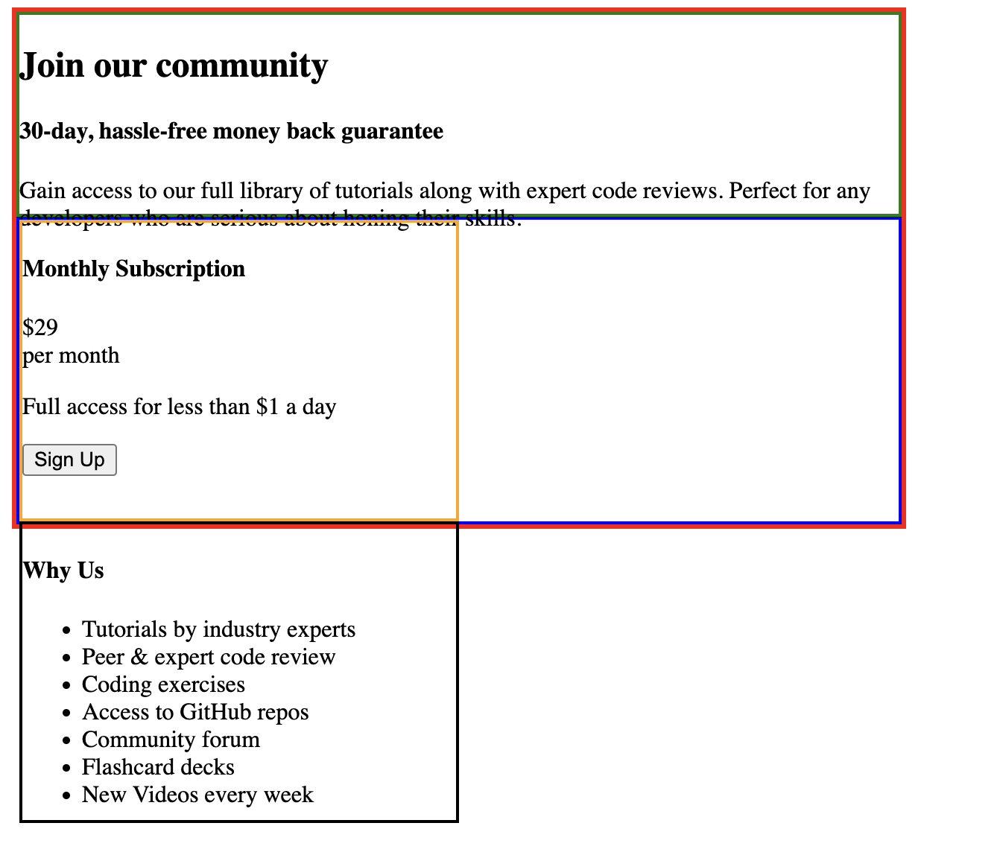 Join our community
30-day, hassle-free money back guarantee
Gain access to our full library of tutorials along with expert code reviews. Perfect for any
developers who are serious about honing their skills.
Monthly Subscription
$29
per month
Full access for less than $1 a day
Sign Up
Why Us
• Tutorials by industry experts
• Peer & expert code review
• Coding exercises
• Access to GitHub repos
• Community forum
• Flashcard decks
• New Videos every week